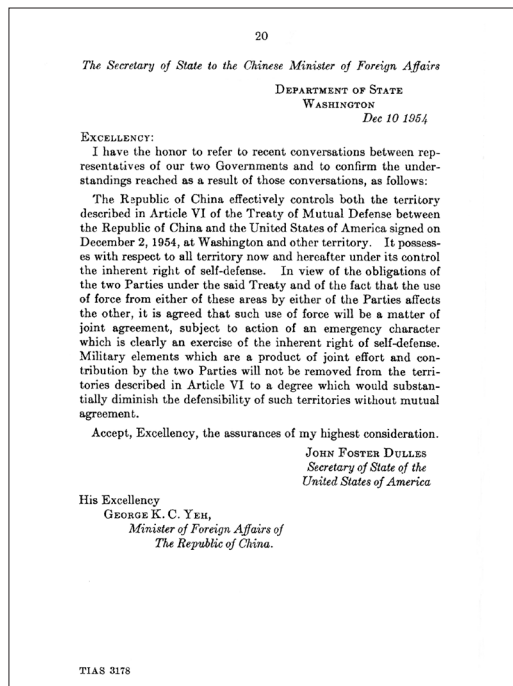 20
The Secretary of State to the Chinese Minister of Foreign Affairs
DEPARTMENT OF STATE
WASHINGTON
Dec 10 1954
EXCELLENCY:
I have the honor to refer to recent conversations between rep-
resentatives of our two Governments and to confirm the under-
standings reached as a result of those conversations, as follows:
The Republic of China effectively controls both the territory
described in Article VI of the Treaty of Mutual Defense between
the Republic of China and the United States of America signed on
December 2, 1954, at Washington and other territory. It possess-
es with respect to all territory now and hereafter under its control
the inherent right of self-defense. In view of the obligations of
the two Parties under the said Treaty and of the fact that the use
of force from either of these areas by either of the Parties affects
the other, it is agreed that such use of force will be a matter of
joint agreement, subject to action of an emergency character
which is clearly an exercise of the inherent right of self-defense.
Military elements which are a product of joint effort and con-
tribution by the two Parties will not be removed from the terri-
tories described in Article VI to a degree which would substan-
tially diminish the defensibility of such territories without mutual
agreement.
Accept, Excellency, the assurances of my highest consideration.
JOHN FOSTER DULLES
Secretary of State of the
United States of America
His Excellency
GEORGE K. C. YEH,
Minister of Foreign Affairs of
The Republic of China.
TIAS 3178